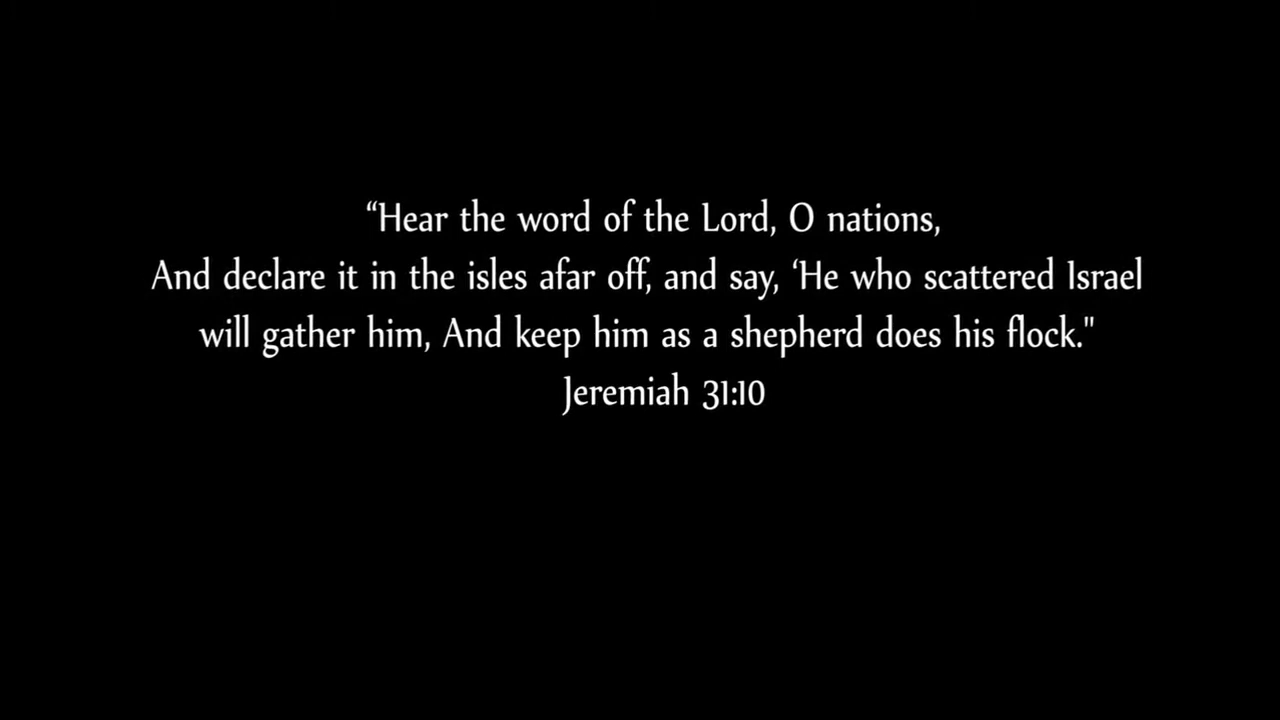 “Hear the word of the Lord, O nations,
And declare it in the isles afar off, and say, ‘He who scattered Israel
will gather him, And keep him as a shepherd does his flock."
Jeremiah 31:10